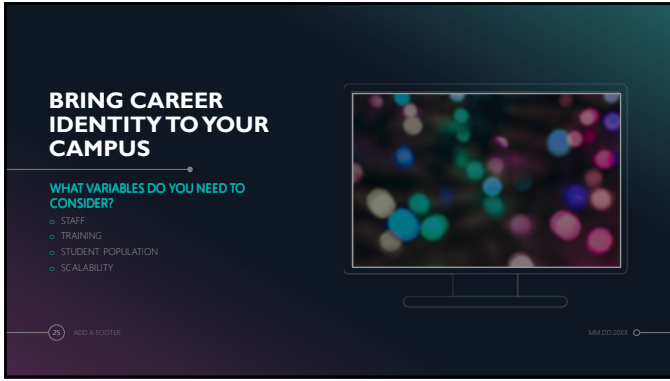 BRING CAREER
IDENTITY TO YOUR
CAMPUS
WHAT VARIABLES DO YOU NEED TO
CONSIDER?
STAFF
TRAINING
STUDENT POPULATION
SCALABILITY
25 ADD A FOOTER MM.DD.20XX